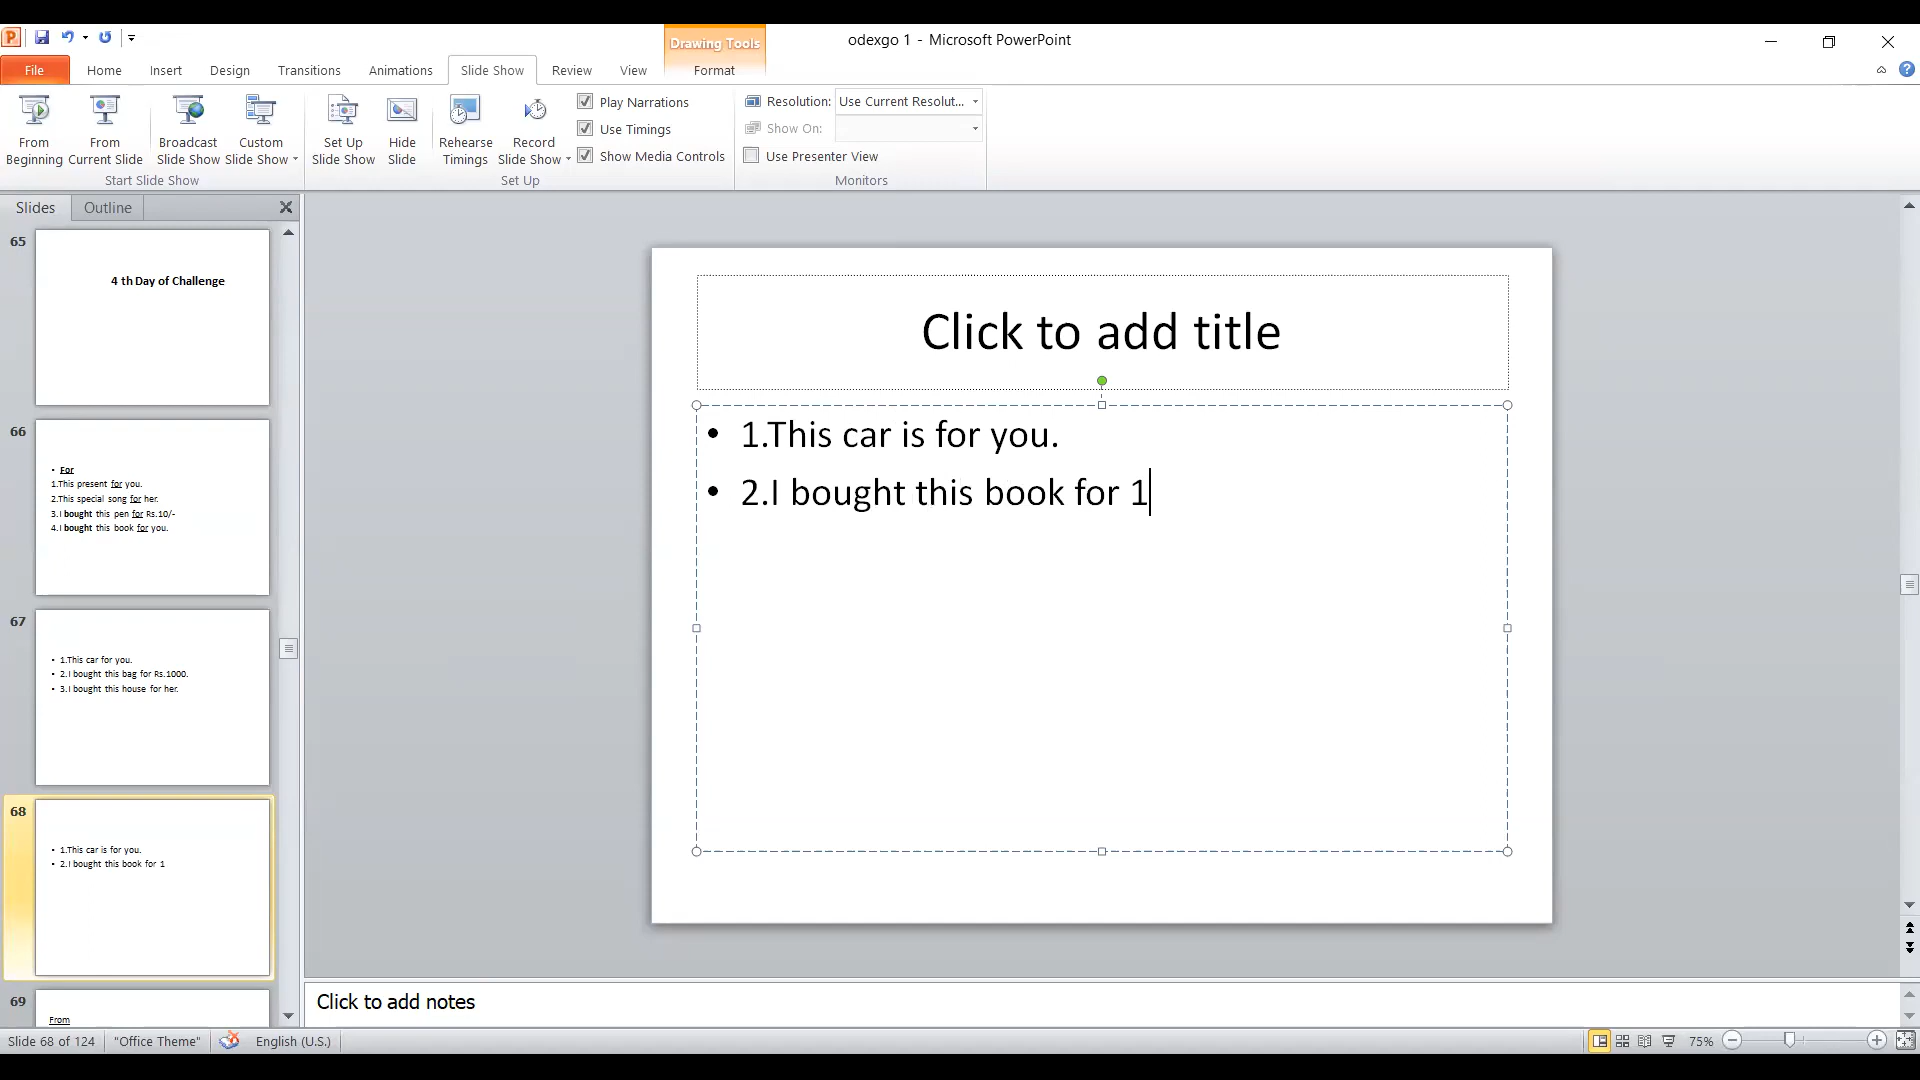 Drawing Tools
odexgo 1 - Microsoft PowerPoint
File Home Insert Design Transitions Animations Slide Show Review View Format
From Beginning
From Current Slide
Broadcast Slide Show
Custom Slide Show
Start Slide Show
Set Up Slide Show
Hide Slide
Rehearse Timings
Record Slide Show
Play Narrations
Use Timings
Show Media Controls
Set Up
Resolution: Use Current Resolut...
Show On:
Use Presenter View
Monitors
Slides Outline
65
4 th Day of Challenge
66
• For
1.This present for you.
2.This special song for her.
3.I bought this pen for Rs.10/-
4.I bought this book for you.
67
• 1.This car for you.
• 2.I bought this bag for Rs.1000.
• 3.I bought this house for her.
68
• 1.This car is for you.
• 2.I bought this book for 1
69
From
Click to add title
• 1.This car is for you.
• 2.I bought this book for 1
Click to add notes
Slide 68 of 124 "Office Theme" English (U.S.) 75%